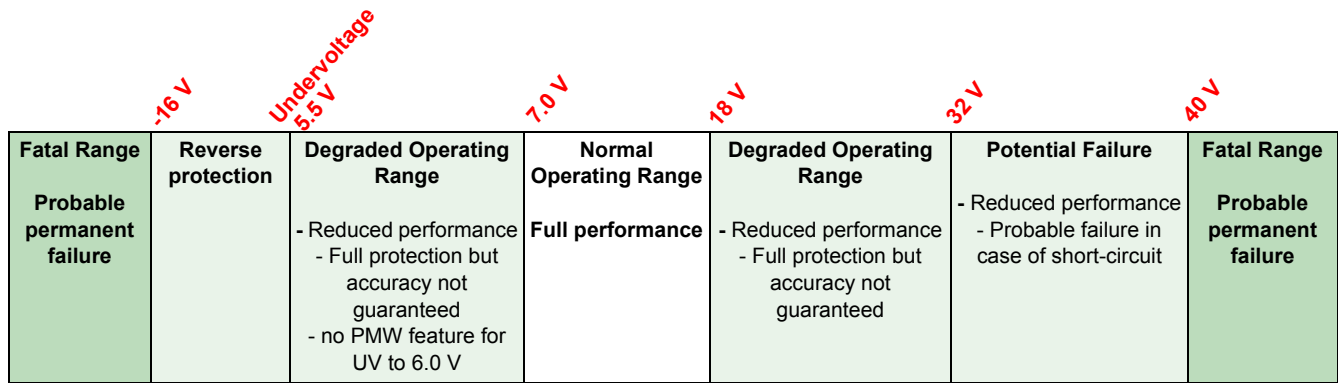 -16 V
Undervoltage
5.5 V
7.0 V
18 V
32 V
40 V
Fatal Range
Probable
permanent
failure
Reverse
protection
Degraded Operating
Range
- Reduced performance
- Full protection but
accuracy not
guaranteed
- no PMW feature for
UV to 6.0 V
Normal
Operating Range
Full performance
Degraded Operating
Range
- Reduced performance
- Full protection but
accuracy not
guaranteed
Potential Failure
- Reduced performance
- Probable failure in
case of short-circuit
Fatal Range
Probable
permanent
failure